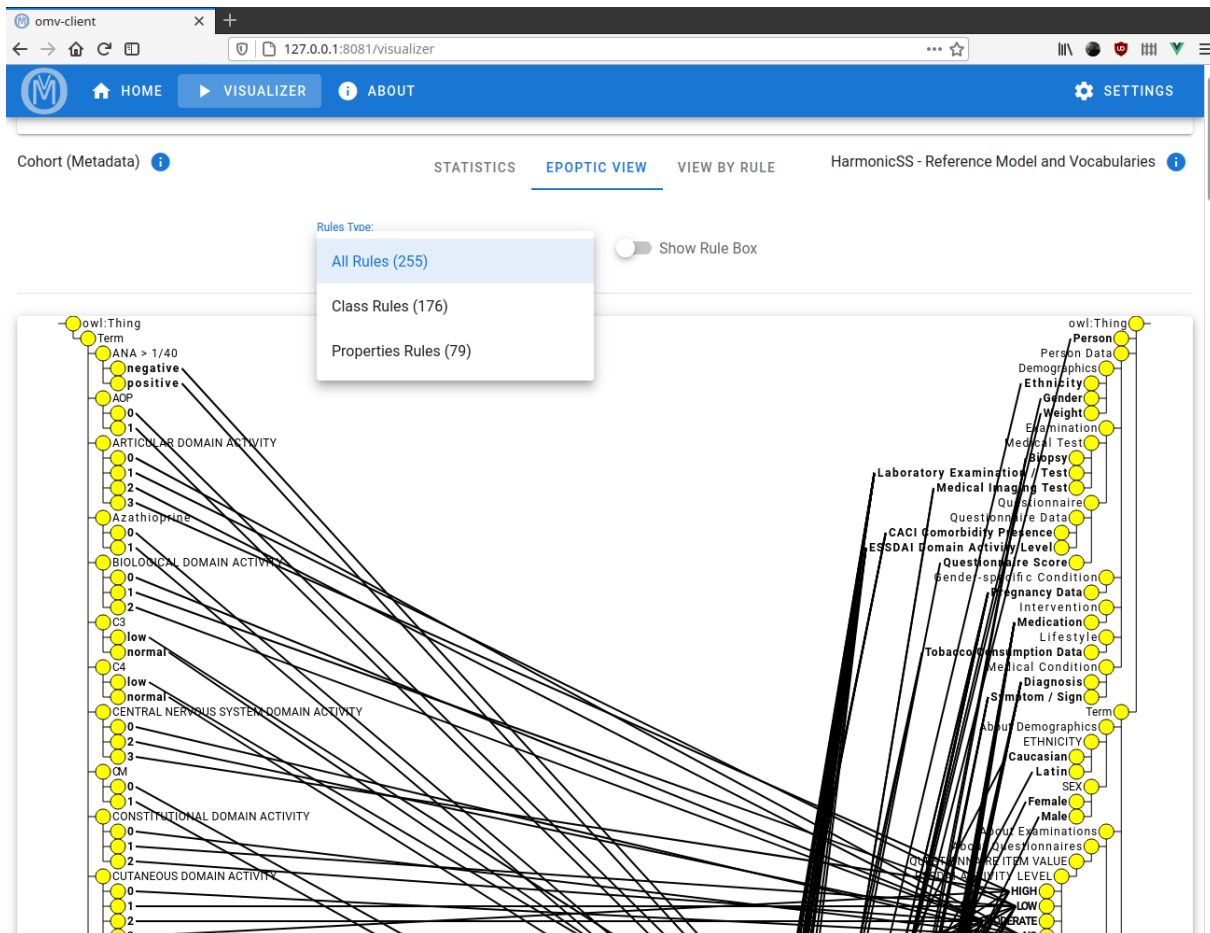 omv-client
127.0.0.1:8081/visualizer
HOME
VISUALIZER
ABOUT
SETTINGS
Cohort (Metadata)
STATISTICS
EPOPTIC VIEW
VIEW BY RULE
HarmonicSS - Reference Model and Vocabularies
Rules Type:
All Rules (255)
Class Rules (176)
Properties Rules (79)
Show Rule Box
owl:Thing
Term
ANA > 1/40
negative
positive
AOP
0
1
ARTICULAR DOMAIN ACTIVITY
0
1
2
3
Azathioprine
0
1
BIOLOGICAL DOMAIN ACTIVITY
0
1
2
C3
low
normal
C4
low
normal
CENTRAL NERVOUS SYSTEM DOMAIN ACTIVITY
0
2
3
CM
0
1
CONSTITUTIONAL DOMAIN ACTIVITY
0
1
2
CUTANEOUS DOMAIN ACTIVITY
0
1
2
owl:Thing
Person
Person Data
Demographics
Ethnicity
Gender
Weight
Examination
Medical Test
Biopsy
Laboratory Examination / Test
Medical Imaging Test
Questionnaire
Questionnaire Data
CACI Comorbidity Presence
ESSDAI Domain Activity Level
Questionnaire Score
Gender-specific Condition
Pregnancy Data
Intervention
Medication
Lifestyle
Tobacco Consumption Data
Medical Condition
Diagnosis
Symptom / Sign
Term
About Demographics
ETHNICITY
Caucasian
Latin
SEX
Female
Male
About Examinations
About Questionnaires
QUESTIONNAIRE ITEM VALUE
ACTIVITY LEVEL
HIGH
LOW
MODERATE